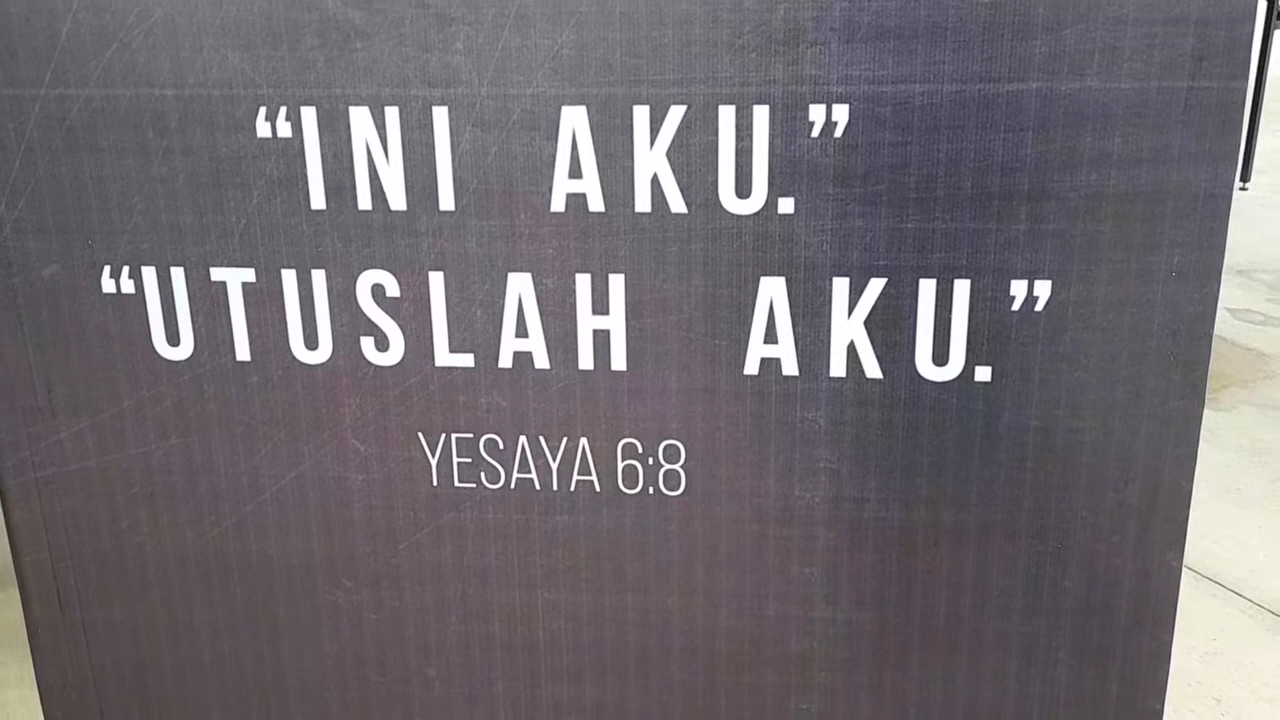 “INI AKU.”
“UTUSLAH AKU.”
YESAYA 6:8